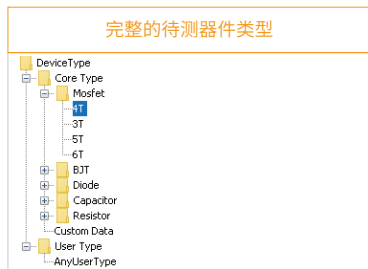 完整的待测器件类型
DeviceType
Core Type
Mosfet
4T
3T
5T
6T
BJT
Diode
Capacitor
Resistor
Custom Data
User Type
AnyUserType